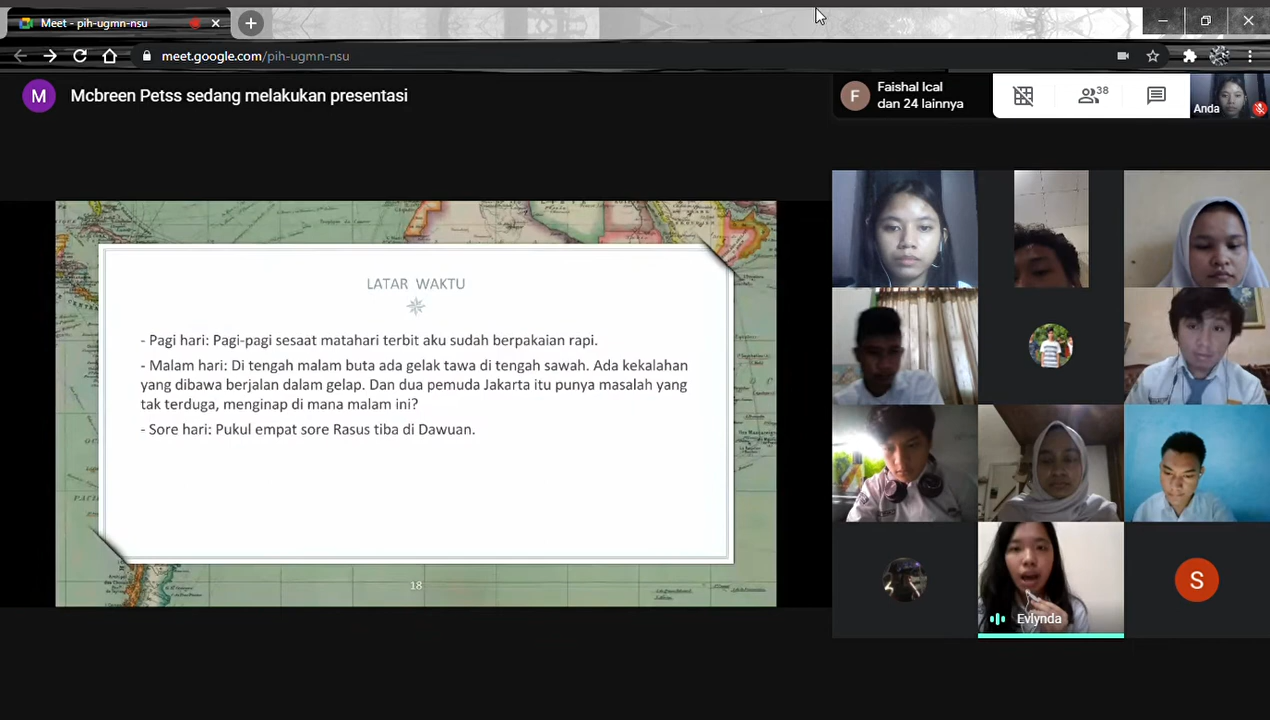 Meet - pih-ugmn-nsu
meet.google.com/pih-ugmn-nsu
M
Mcbreen Petss sedang melakukan presentasi
F
Faishal Ical
dan 24 lainnya
38
Anda
LATAR WAKTU
- Pagi hari: Pagi-pagi sesaat matahari terbit aku sudah berpakaian rapi.
- Malam hari: Di tengah malam buta ada gelak tawa di tengah sawah. Ada kekalahan
yang dibawa berjalan dalam gelap. Dan dua pemuda Jakarta itu punya masalah yang
tak terduga, menginap di mana malam ini?
- Sore hari: Pukul empat sore Rasus tiba di Dawuan.
18
Evlynda
S